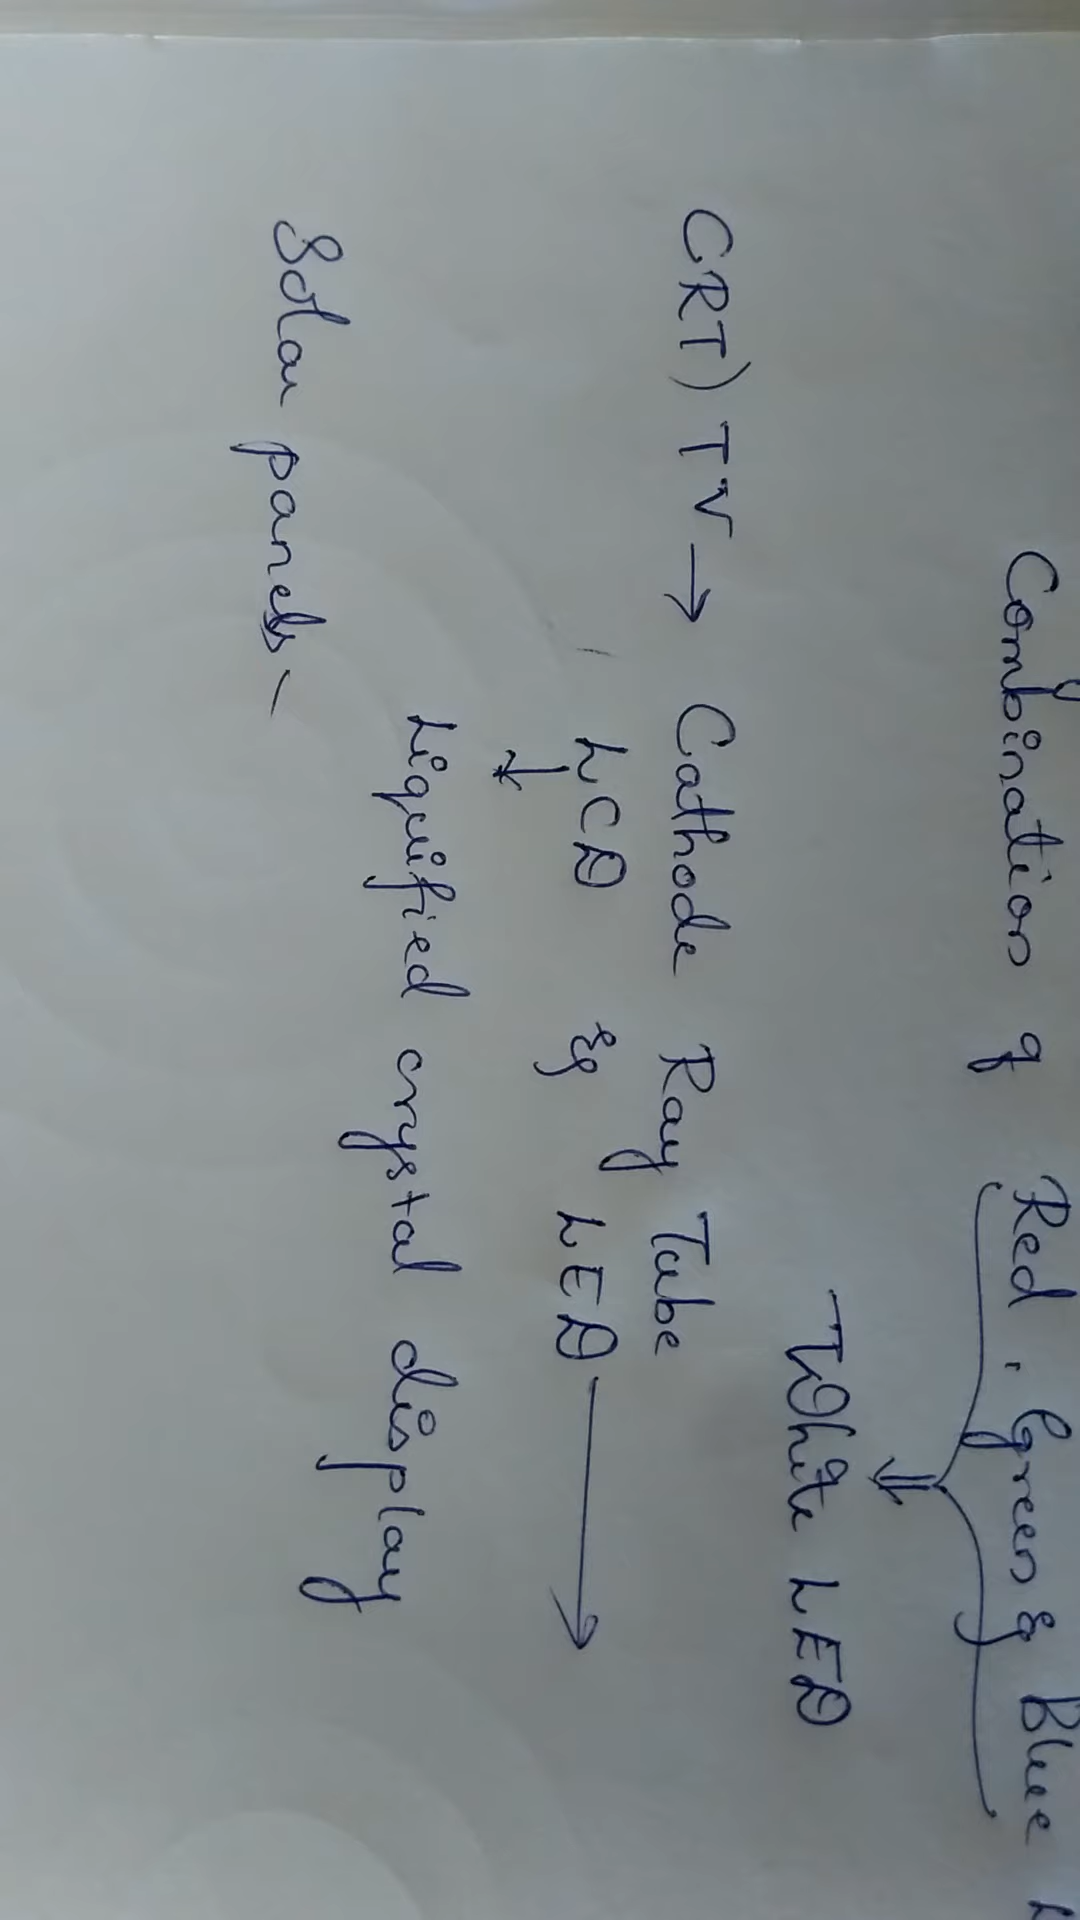 Combination of Red, Green & Blue
⇓
White LED
CRT) TV → Cathode Ray Tube
LCD & LED →
↓
Liquified crystal display
Solar panels -